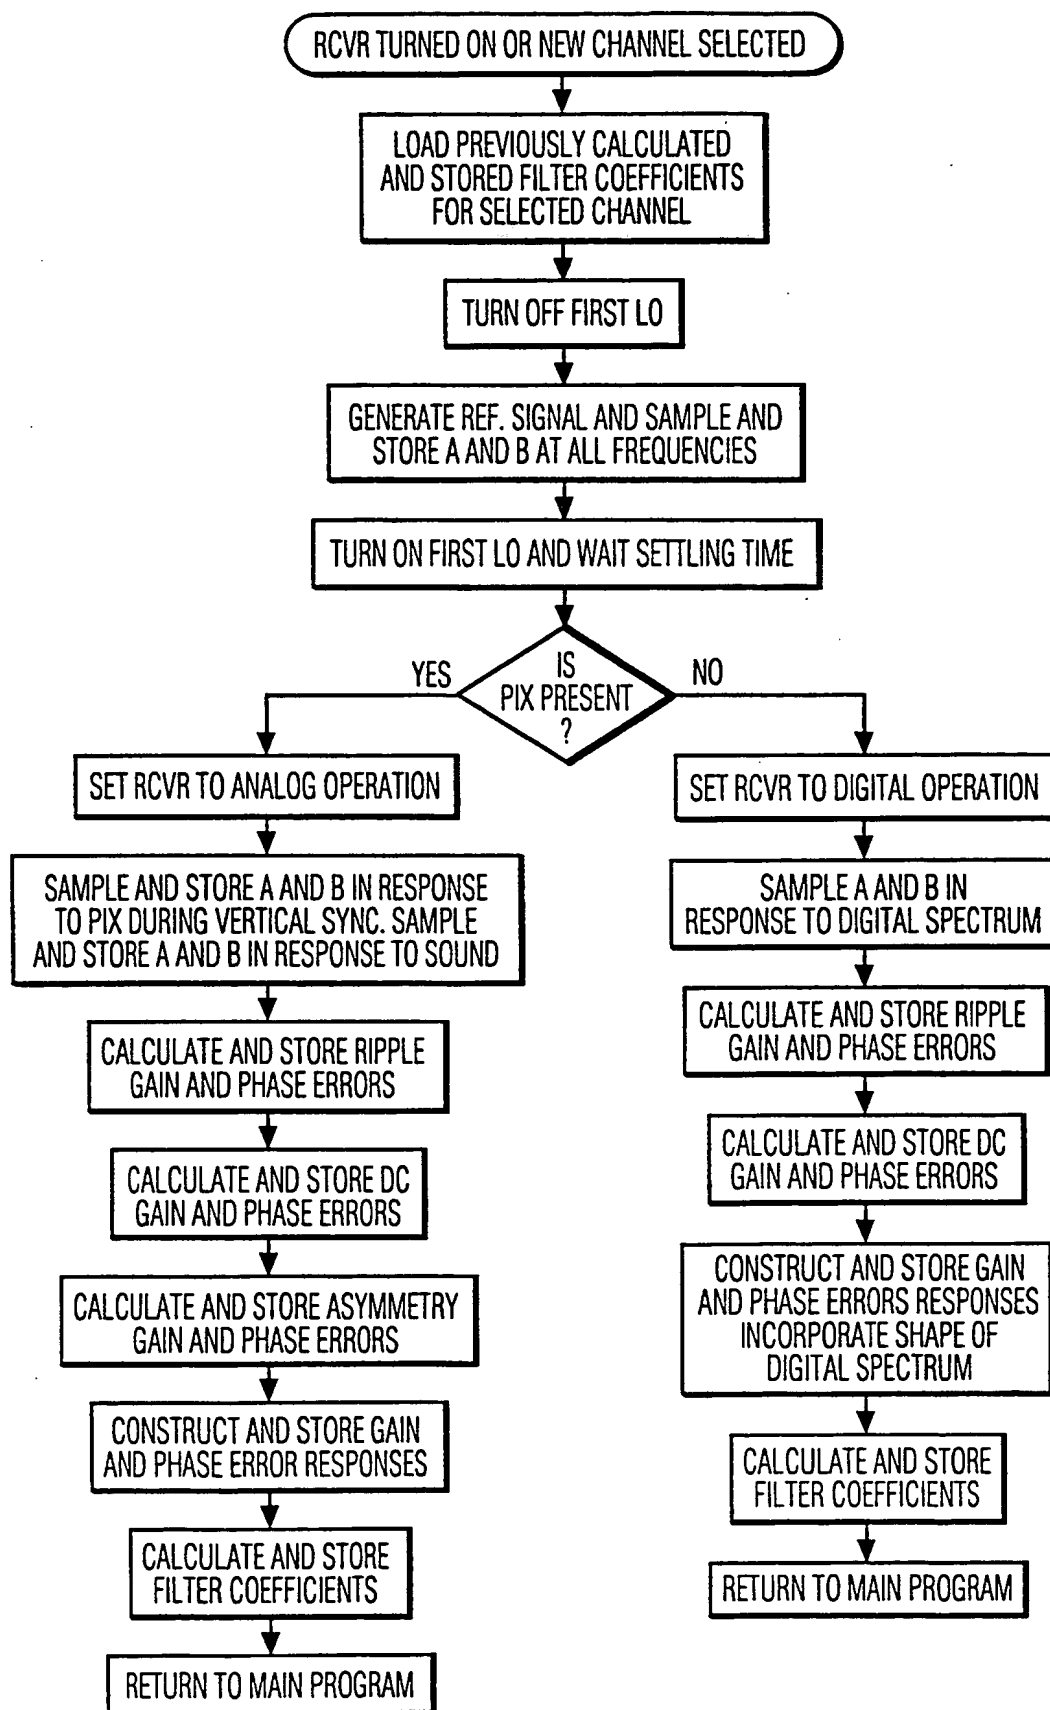 RCVR TURNED ON OR NEW CHANNEL SELECTED
LOAD PREVIOUSLY CALCULATED
AND STORED FILTER COEFFICIENTS
FOR SELECTED CHANNEL
TURN OFF FIRST LO
GENERATE REF. SIGNAL AND SAMPLE AND
STORE A AND B AT ALL FREQUENCIES
TURN ON FIRST LO AND WAIT SETTLING TIME
IS
PIX PRESENT
?
YES
NO
SET RCVR TO ANALOG OPERATION
SAMPLE AND STORE A AND B IN RESPONSE
TO PIX DURING VERTICAL SYNC. SAMPLE
AND STORE A AND B IN RESPONSE TO SOUND
CALCULATE AND STORE RIPPLE
GAIN AND PHASE ERRORS
CALCULATE AND STORE DC
GAIN AND PHASE ERRORS
CALCULATE AND STORE ASYMMETRY
GAIN AND PHASE ERRORS
CONSTRUCT AND STORE GAIN
AND PHASE ERROR RESPONSES
CALCULATE AND STORE
FILTER COEFFICIENTS
RETURN TO MAIN PROGRAM
SET RCVR TO DIGITAL OPERATION
SAMPLE A AND B IN
RESPONSE TO DIGITAL SPECTRUM
CALCULATE AND STORE RIPPLE
GAIN AND PHASE ERRORS
CALCULATE AND STORE DC
GAIN AND PHASE ERRORS
CONSTRUCT AND STORE GAIN
AND PHASE ERRORS RESPONSES
INCORPORATE SHAPE OF
DIGITAL SPECTRUM
CALCULATE AND STORE
FILTER COEFFICIENTS
RETURN TO MAIN PROGRAM